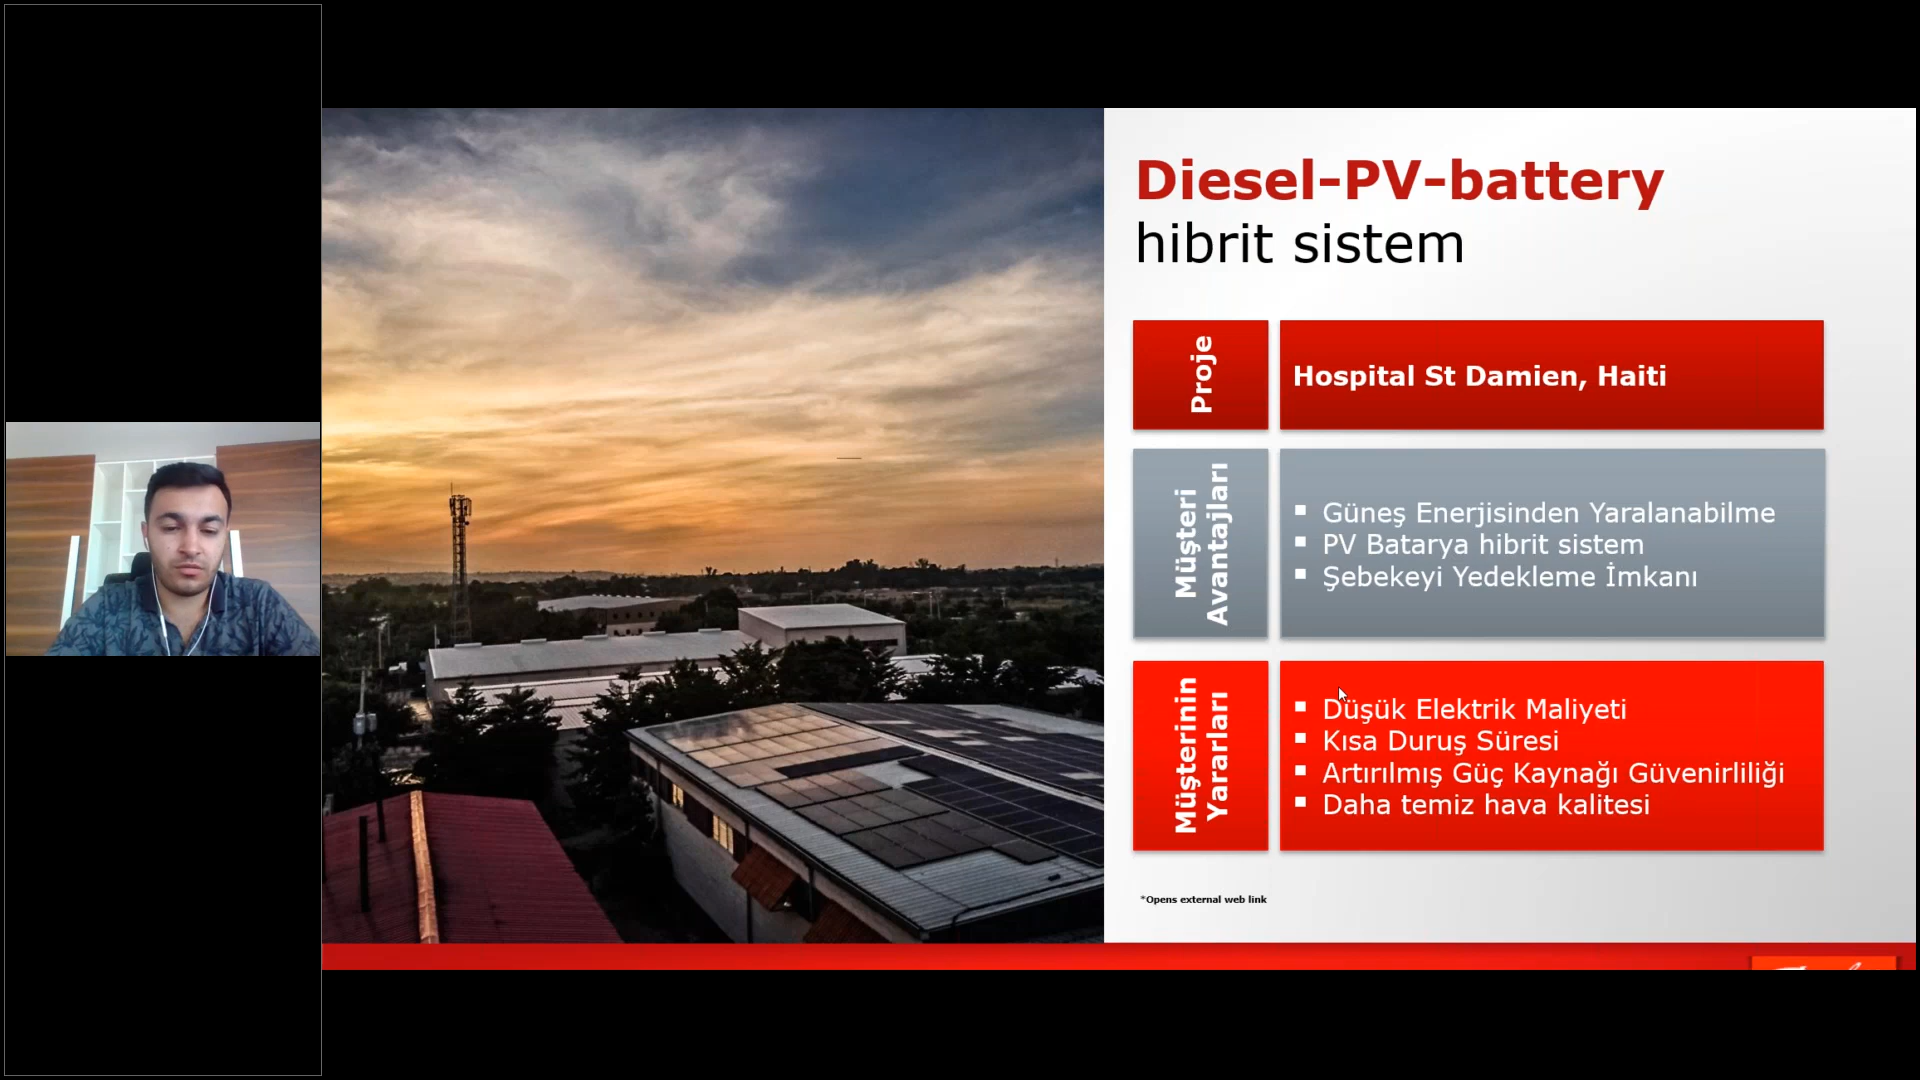 Diesel-PV-battery
hibrit sistem
Proje
Hospital St Damien, Haiti
Müşteri
Avantajları
Güneş Enerjisinden Yaralanabilme
PV Batarya hibrit sistem
Şebekeyi Yedekleme İmkanı
Müşterinin
Yararları
Düşük Elektrik Maliyeti
Kısa Duruş Süresi
Artırılmış Güç Kaynağı Güvenirliliği
Daha temiz hava kalitesi
*Opens external web link